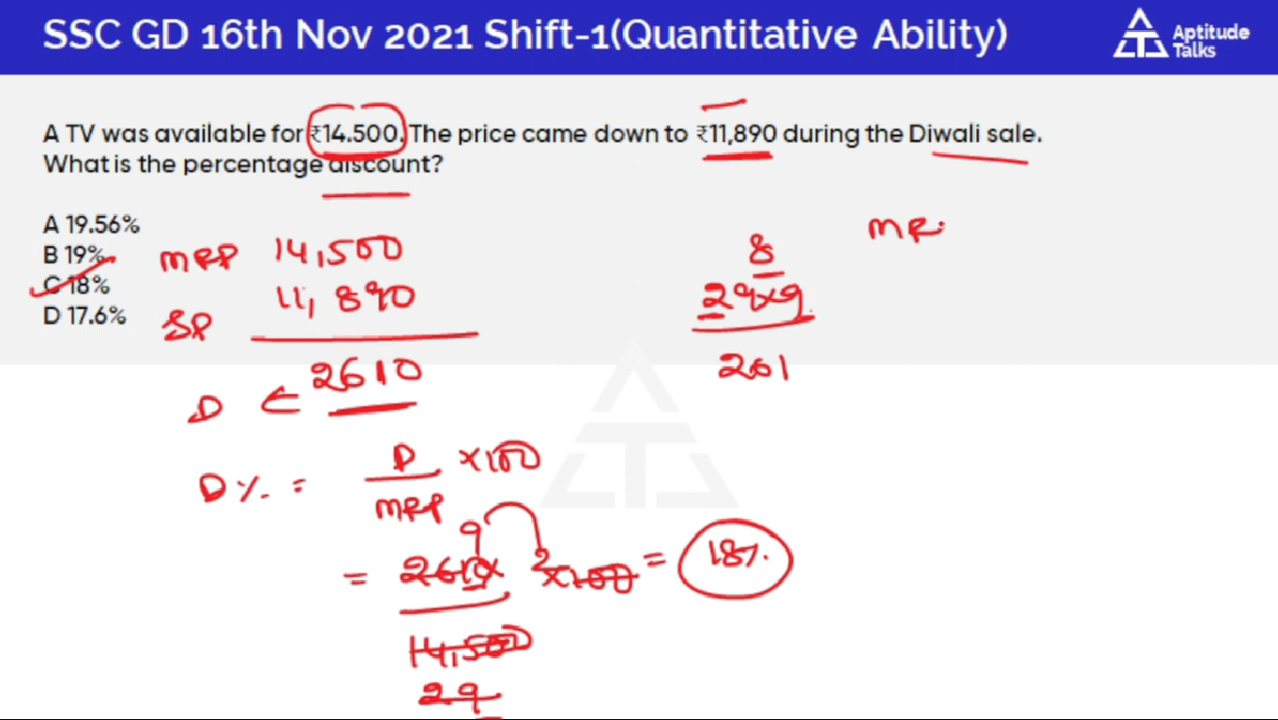 SSC GD 16th Nov 2021 Shift-1(Quantitative Ability)
Aptitude
Talks
A TV was available for ₹14.500. The price came down to ₹11,890 during the Diwali sale.
What is the percentage discount?
A 19.56%
B 19%
C 18%
D 17.6%
MRP 14,500
SP 11,890
D ← 2610
8
29×9
261
MR
D%. = D ×100
MRP
9
= 2610× 2 ×100 = 18%.
14,500
29